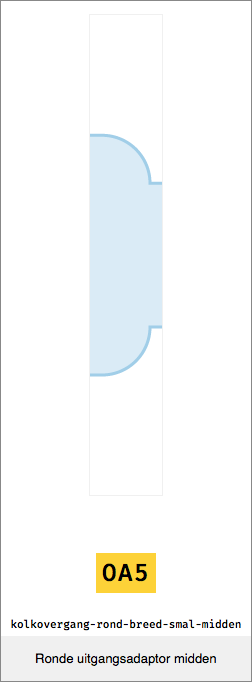 OA5
kolkovergang-rond-breed-smal-midden
Ronde uitgangsadaptor midden